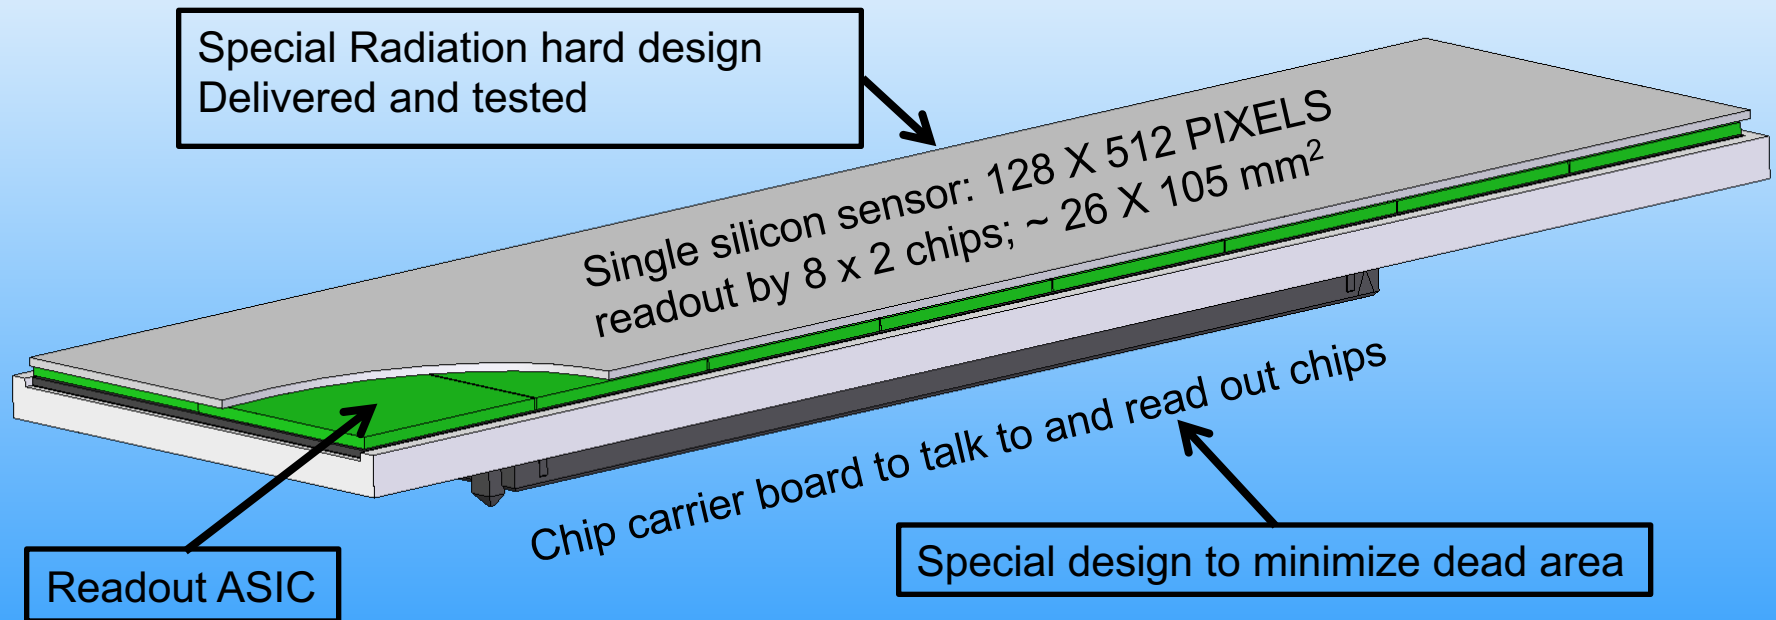 Special Radiation hard design
Delivered and tested
Single silicon sensor: 128 X 512 PIXELS
readout by 8 x 2 chips; ~ 26 X 105 mm²
Chip carrier board to talk to and read out chips
Readout ASIC
Special design to minimize dead area